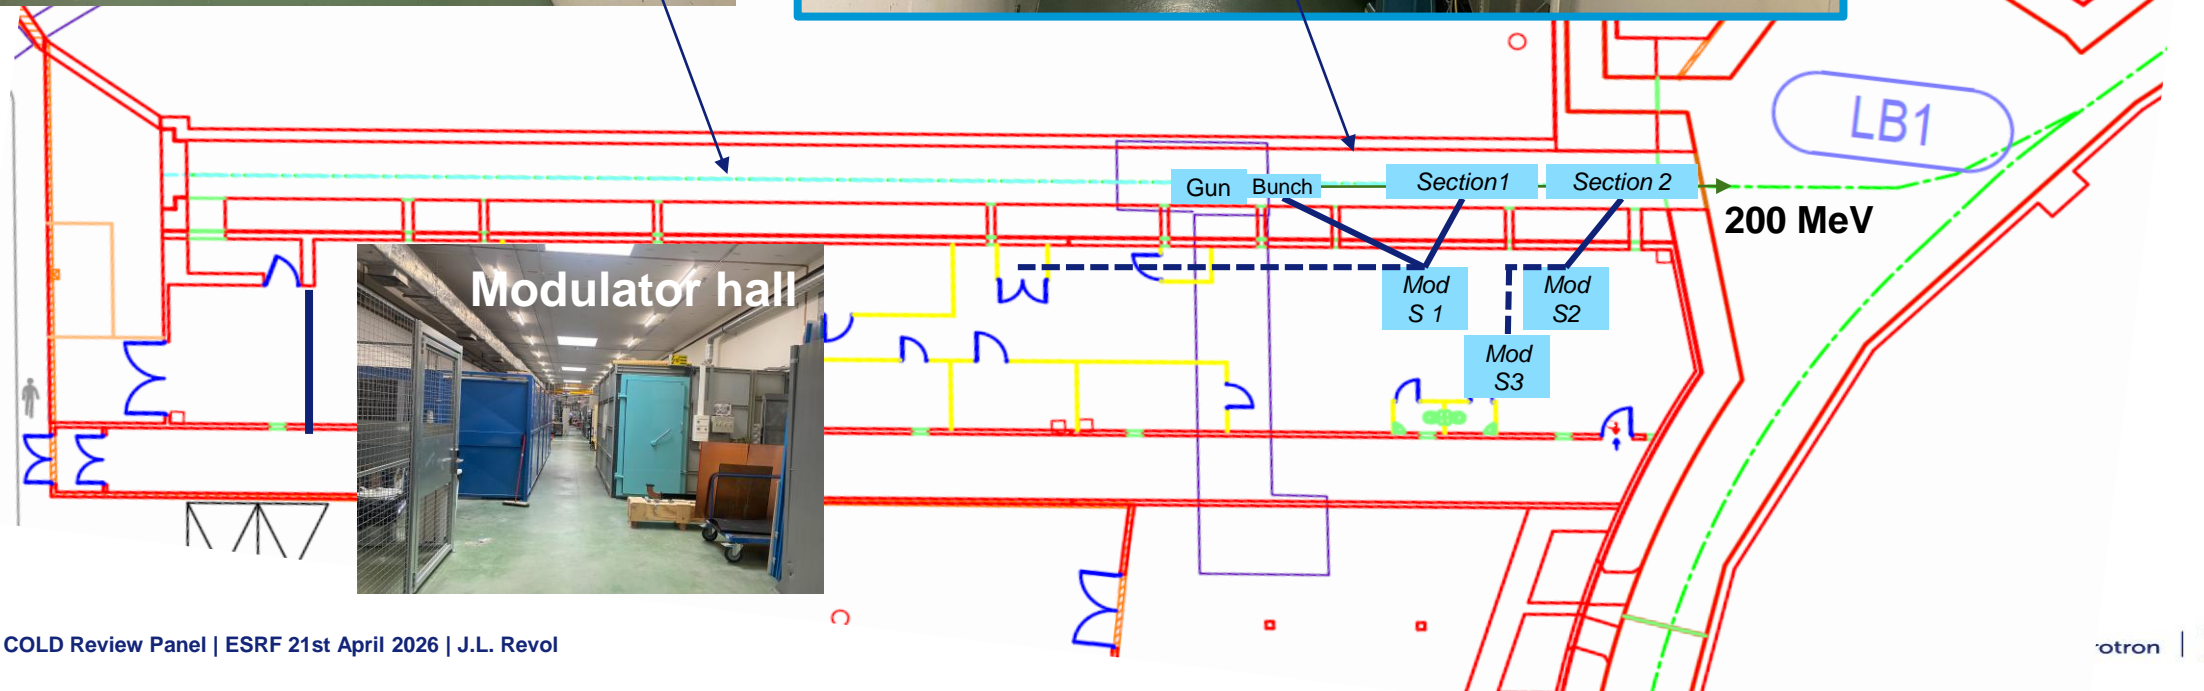 LB1
Gun
Bunch
Section1
Section 2
200 MeV
Modulator hall
Mod
S 1
Mod
S2
Mod
S3
COLD Review Panel | ESRF 21st April 2026 | J.L. Revol
otron |